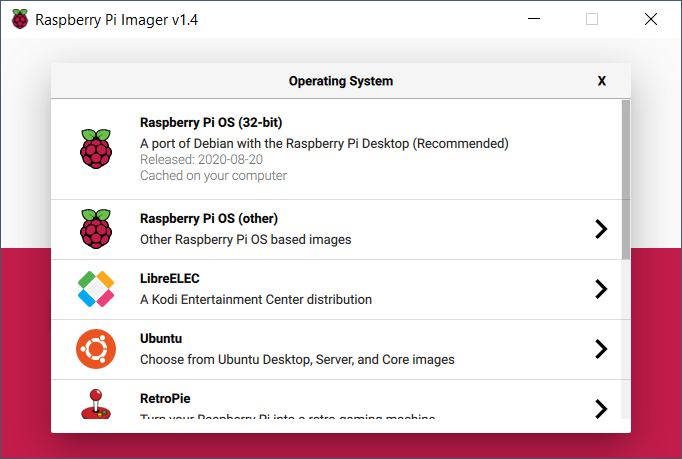 Raspberry Pi Imager v1.4
Operating System X
Raspberry Pi OS (32-bit)
A port of Debian with the Raspberry Pi Desktop (Recommended)
Released: 2020-08-20
Cached on your computer
Raspberry Pi OS (other)
Other Raspberry Pi OS based images
LibreELEC
A Kodi Entertainment Center distribution
Ubuntu
Choose from Ubuntu Desktop, Server, and Core images
RetroPie
Turn your Raspberry Pi into a retro-gaming machine